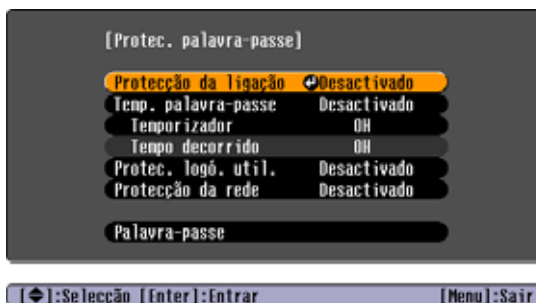 [Protec. palavra-passe]
Protecção da ligação Desactivado
Temp. palavra-passe Desactivado
Temporizador 0H
Tempo decorrido 0H
Protec. logó. util. Desactivado
Protecção da rede Desactivado
Palavra-passe
[◆]:Selecção [Enter]:Entrar [Menu]:Sair